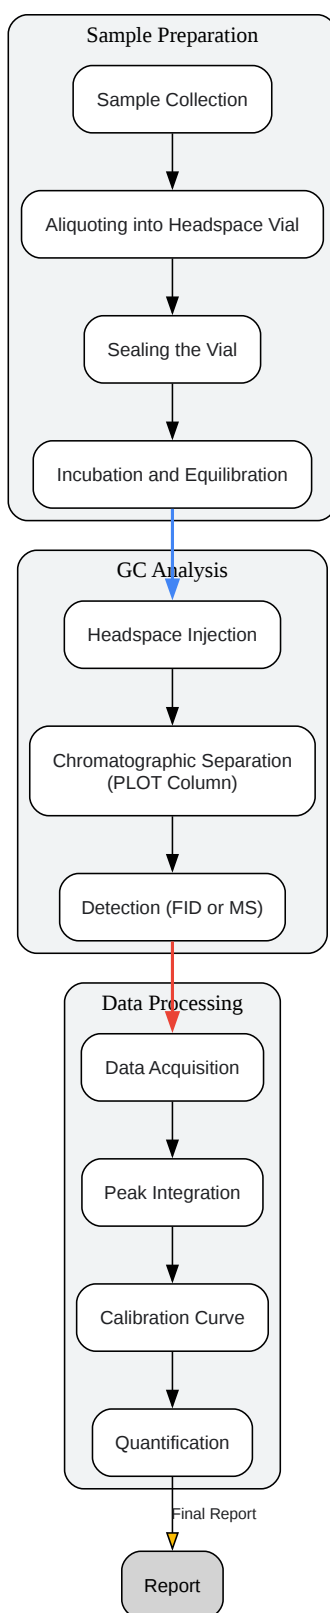 Sample Preparation
Sample Collection
Aliquoting into Headspace Vial
Sealing the Vial
Incubation and Equilibration
GC Analysis
Headspace Injection
Chromatographic Separation
(PLOT Column)
Detection (FID or MS)
Data Processing
Data Acquisition
Peak Integration
Calibration Curve
Quantification
Final Report
Report